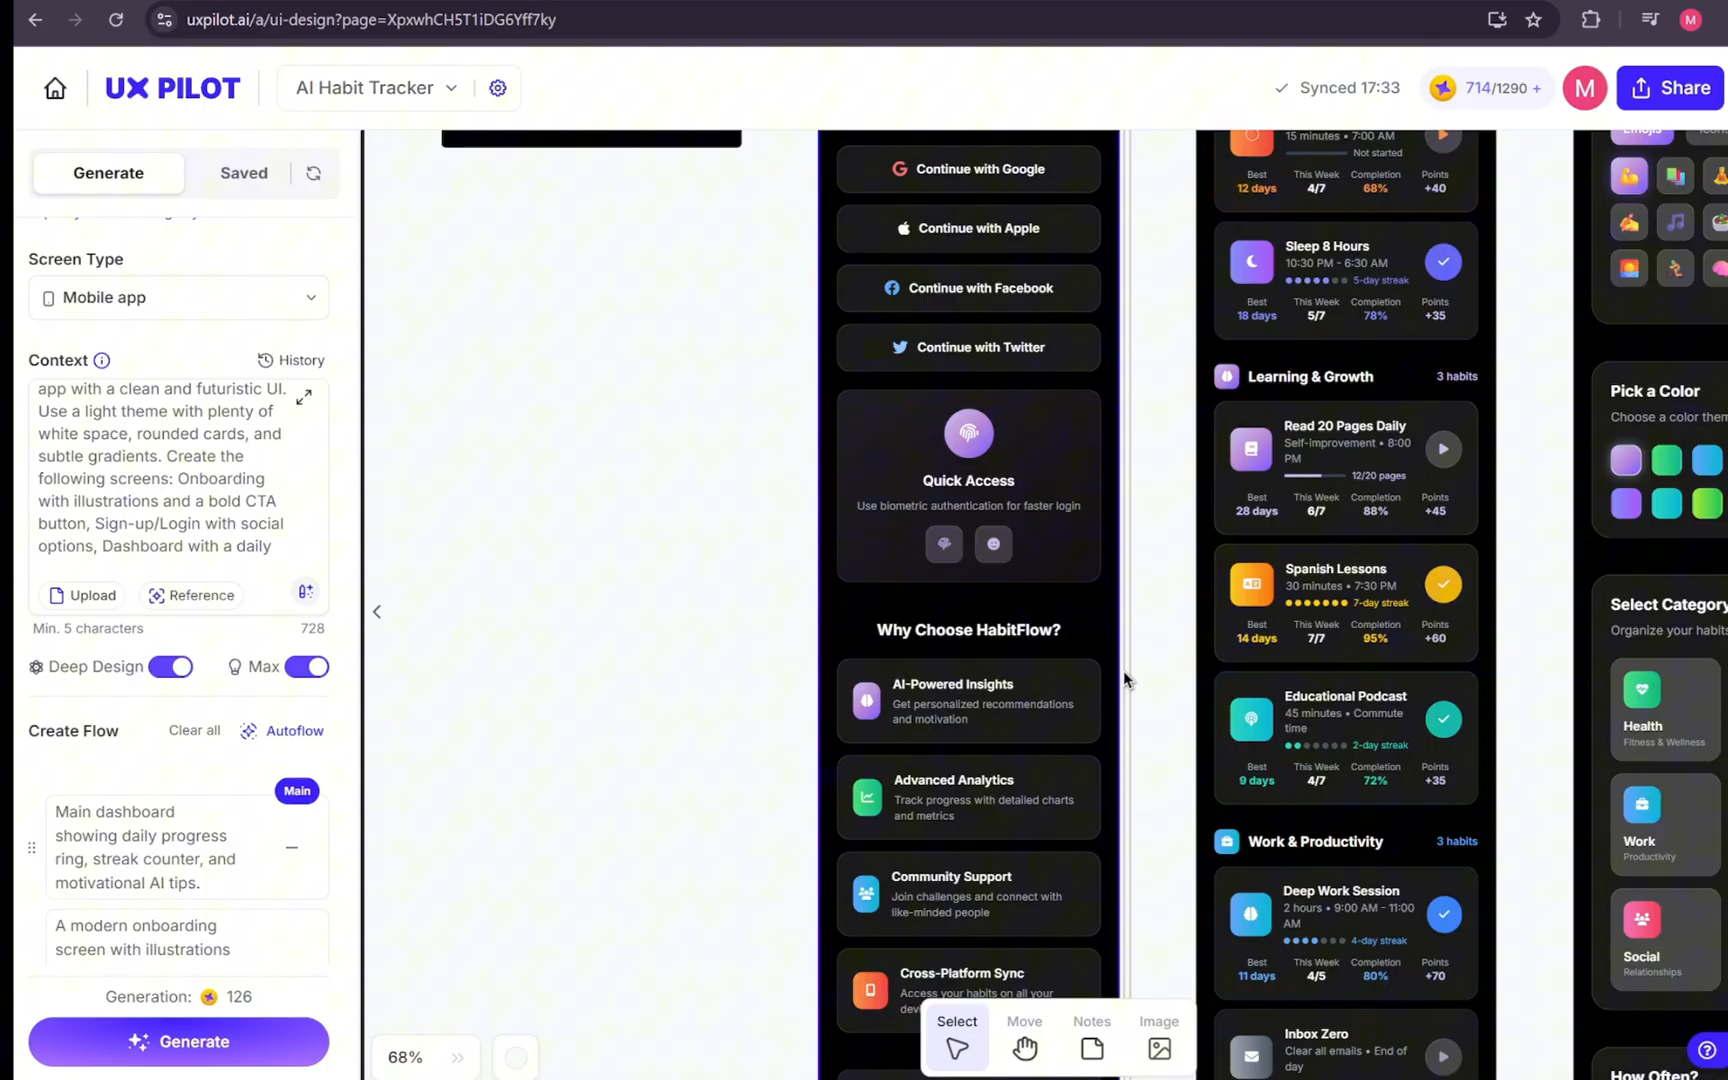 uxpilot.ai/a/ui-design?page=XpxwhCH5T1iDG6Yff7ky
M
UX PILOT
AI Habit Tracker
Synced 17:33
714/1290 +
M
Share
Generate
Saved
Screen Type
Mobile app
Context
History
app with a clean and futuristic UI.
Use a light theme with plenty of
white space, rounded cards, and
subtle gradients. Create the
following screens: Onboarding
with illustrations and a bold CTA
button, Sign-up/Login with social
options, Dashboard with a daily
Upload
Reference
Min. 5 characters
728
Deep Design
Max
Create Flow
Clear all
Autoflow
Main
Main dashboard
showing daily progress
ring, streak counter, and
motivational AI tips.
A modern onboarding
screen with illustrations
Generation: 126
Generate
68%
Continue with Google
Continue with Apple
Continue with Facebook
Continue with Twitter
Quick Access
Use biometric authentication for faster login
Why Choose HabitFlow?
AI-Powered Insights
Get personalized recommendations
and motivation
Advanced Analytics
Track progress with detailed charts
and metrics
Community Support
Join challenges and connect with
like-minded people
Cross-Platform Sync
Access your habits on all your
Select
Move
Notes
Image
15 minutes • 7:00 AM
Not started
Best
This Week
Completion
Points
12 days
4/7
68%
+40
Sleep 8 Hours
10:30 PM - 6:30 AM
5-day streak
Best
This Week
Completion
Points
18 days
5/7
78%
+35
Learning & Growth
3 habits
Read 20 Pages Daily
Self-improvement • 8:00
PM
12/20 pages
Best
This Week
Completion
Points
28 days
6/7
88%
+45
Spanish Lessons
30 minutes • 7:30 PM
7-day streak
Best
This Week
Completion
Points
14 days
7/7
95%
+60
Educational Podcast
45 minutes • Commute
time
2-day streak
Best
This Week
Completion
Points
9 days
4/7
72%
+35
Work & Productivity
3 habits
Deep Work Session
2 hours • 9:00 AM - 11:00
AM
4-day streak
Best
This Week
Completion
Points
11 days
4/5
80%
+70
Inbox Zero
Clear all emails • End of
day
Emojis
Pick a Color
Choose a color
Select Category
Organize your
Health
Fitness & Wellness
Work
Productivity
Social
Relationships
How Often?